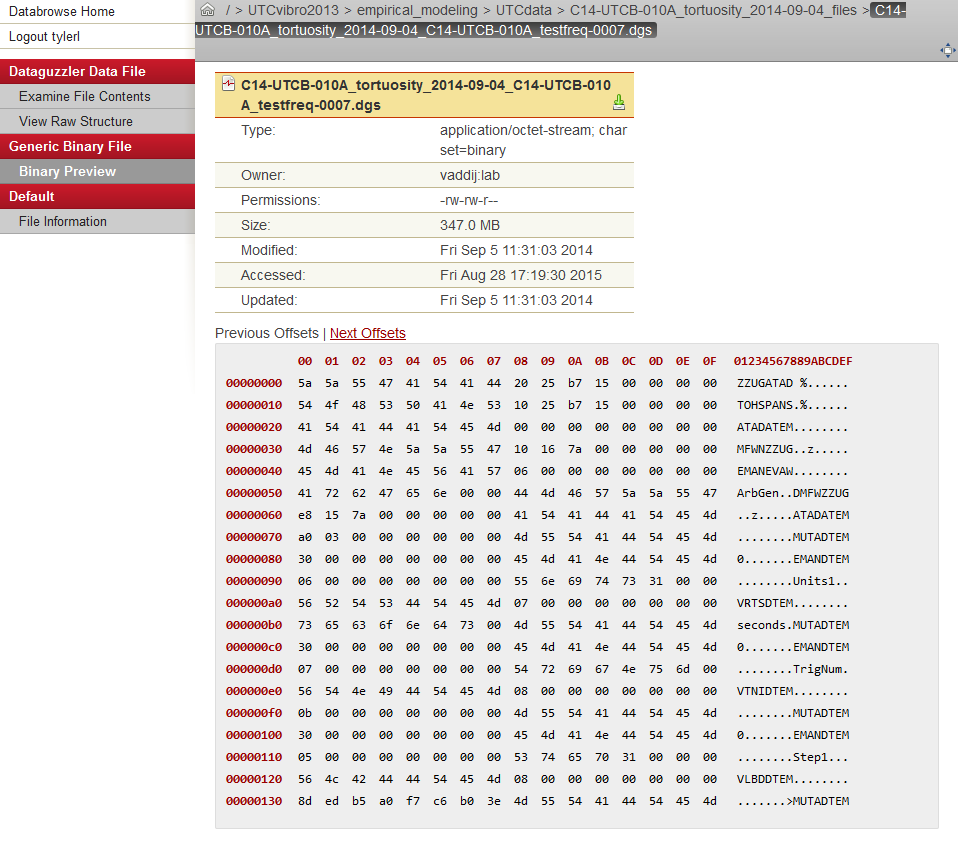 Databrowse Home
Logout tylerl
Dataguzzler Data File
Examine File Contents
View Raw Structure
Generic Binary File
Binary Preview
Default
File Information
/ > UTCvibro2013 > empirical_modeling > UTCdata > C14-UTCB-010A_tortuosity_2014-09-04_files > C14-
UTCB-010A_tortuosity_2014-09-04_C14-UTCB-010A_testfreq-0007.dgs
C14-UTCB-010A_tortuosity_2014-09-04_C14-UTCB-010
A_testfreq-0007.dgs
Type: application/octet-stream; char
set=binary
Owner: vaddij:lab
Permissions: -rw-rw-r--
Size: 347.0 MB
Modified: Fri Sep 5 11:31:03 2014
Accessed: Fri Aug 28 17:19:30 2015
Updated: Fri Sep 5 11:31:03 2014
Previous Offsets | Next Offsets
00 01 02 03 04 05 06 07 08 09 0A 0B 0C 0D 0E 0F 01234567889ABCDEF
00000000 5a 5a 55 47 41 54 41 44 20 25 b7 15 00 00 00 00 ZZUGATAD %......
00000010 54 4f 48 53 50 41 4e 53 10 25 b7 15 00 00 00 00 TOHSPANS.%......
00000020 41 54 41 44 41 54 45 4d 00 00 00 00 00 00 00 00 ATADATEM........
00000030 4d 46 57 4e 5a 5a 55 47 10 16 7a 00 00 00 00 00 MFWNZZUG..z.....
00000040 45 4d 41 4e 45 56 41 57 06 00 00 00 00 00 00 00 EMANEVAW........
00000050 41 72 62 47 65 6e 00 00 44 4d 46 57 5a 5a 55 47 ArbGen..DMFWZZUG
00000060 e8 15 7a 00 00 00 00 00 41 54 41 44 41 54 45 4d ..z.....ATADATEM
00000070 a0 03 00 00 00 00 00 00 4d 55 54 41 44 54 45 4d ........MUTADTEM
00000080 30 00 00 00 00 00 00 00 45 4d 41 4e 44 54 45 4d 0.......EMANDTEM
00000090 06 00 00 00 00 00 00 00 55 6e 69 74 73 31 00 00 ........Units1..
000000a0 56 52 54 53 44 54 45 4d 07 00 00 00 00 00 00 00 VRTSDTEM........
000000b0 73 65 63 6f 6e 64 73 00 4d 55 54 41 44 54 45 4d seconds.MUTADTEM
000000c0 30 00 00 00 00 00 00 00 45 4d 41 4e 44 54 45 4d 0.......EMANDTEM
000000d0 07 00 00 00 00 00 00 00 54 72 69 67 4e 75 6d 00 ........TrigNum.
000000e0 56 54 4e 49 44 54 45 4d 08 00 00 00 00 00 00 00 VTNIDTEM........
000000f0 0b 00 00 00 00 00 00 00 4d 55 54 41 44 54 45 4d ........MUTADTEM
00000100 30 00 00 00 00 00 00 00 45 4d 41 4e 44 54 45 4d 0.......EMANDTEM
00000110 05 00 00 00 00 00 00 00 53 74 65 70 31 00 00 00 ........Step1...
00000120 56 4c 42 44 44 54 45 4d 08 00 00 00 00 00 00 00 VLBDDTEM........
00000130 8d ed b5 a0 f7 c6 b0 3e 4d 55 54 41 44 54 45 4d .......>MUTADTEM